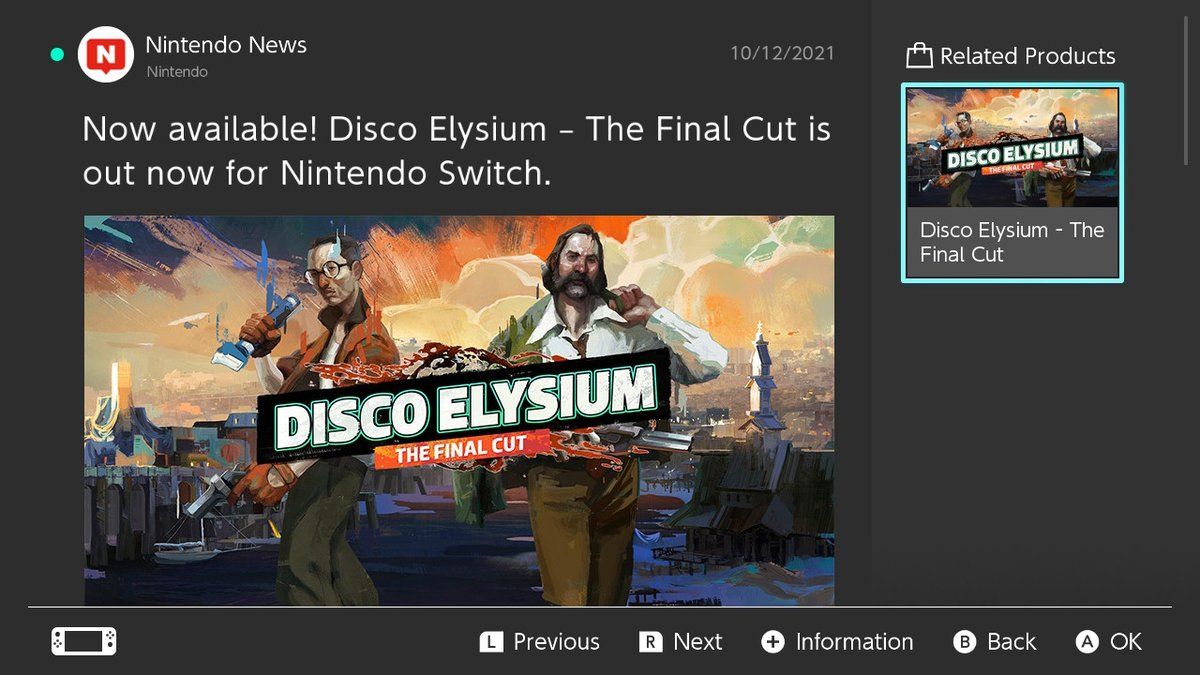 Nintendo News
Nintendo
10/12/2021
Now available! Disco Elysium – The Final Cut is
out now for Nintendo Switch.
DISCO ELYSIUM
THE FINAL CUT
Related Products
DISCO ELYSIUM
THE FINAL CUT
Disco Elysium - The
Final Cut
L Previous R Next + Information B Back A OK